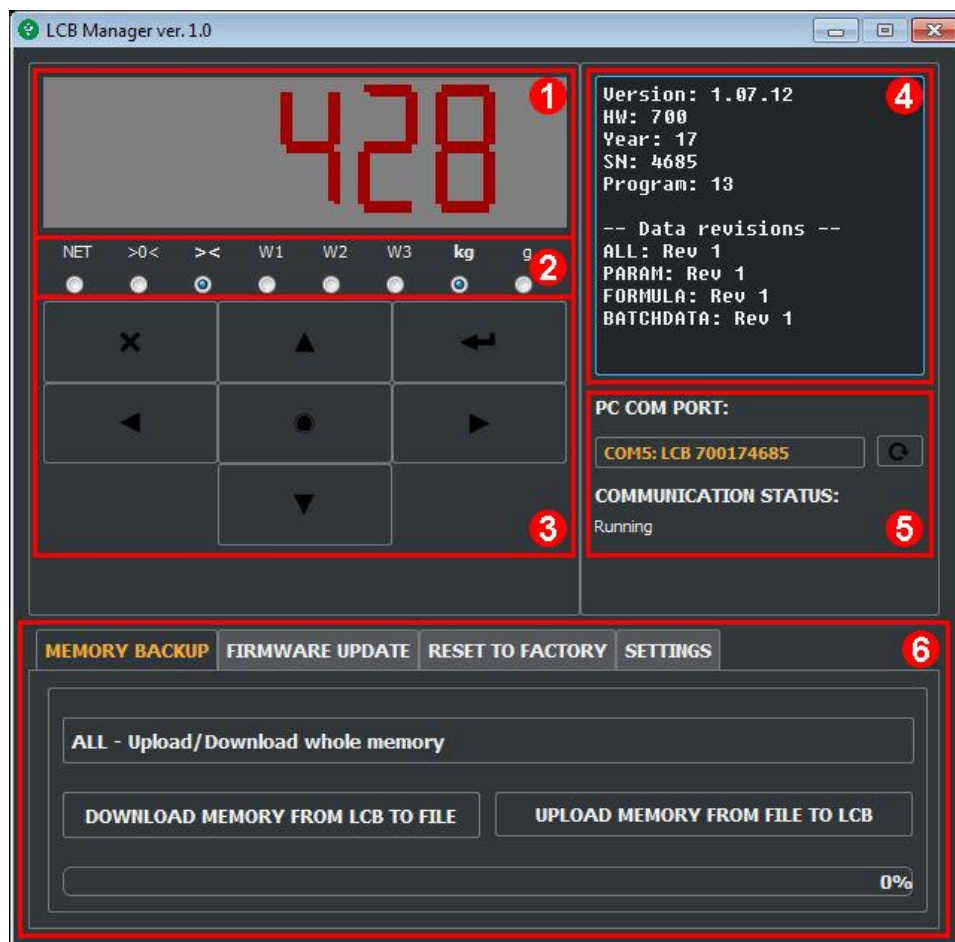 LCB Manager ver. 1.0
428
1
NET >0< >< W1 W2 W3 kg g
2
3
Version: 1.07.12
HW: 700
Year: 17
SN: 4685
Program: 13
-- Data revisions --
ALL: Rev 1
PARAM: Rev 1
FORMULA: Rev 1
BATCHDATA: Rev 1
4
PC COM PORT:
COM5: LCB 700174685
COMMUNICATION STATUS:
Running
5
MEMORY BACKUP FIRMWARE UPDATE RESET TO FACTORY SETTINGS
6
ALL - Upload/Download whole memory
DOWNLOAD MEMORY FROM LCB TO FILE UPLOAD MEMORY FROM FILE TO LCB
0%